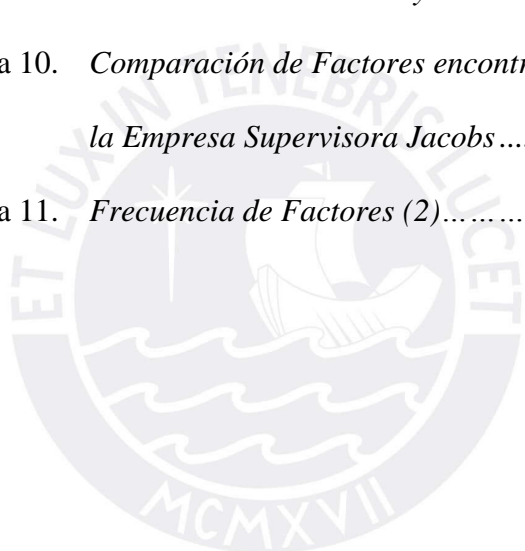 a 10. Comparación de Factores encontr
la Empresa Supervisora Jacobs.....
a 11. Frecuencia de Factores (2).........
ET LUX IN TENEBRIS LUCET
MCMXVII